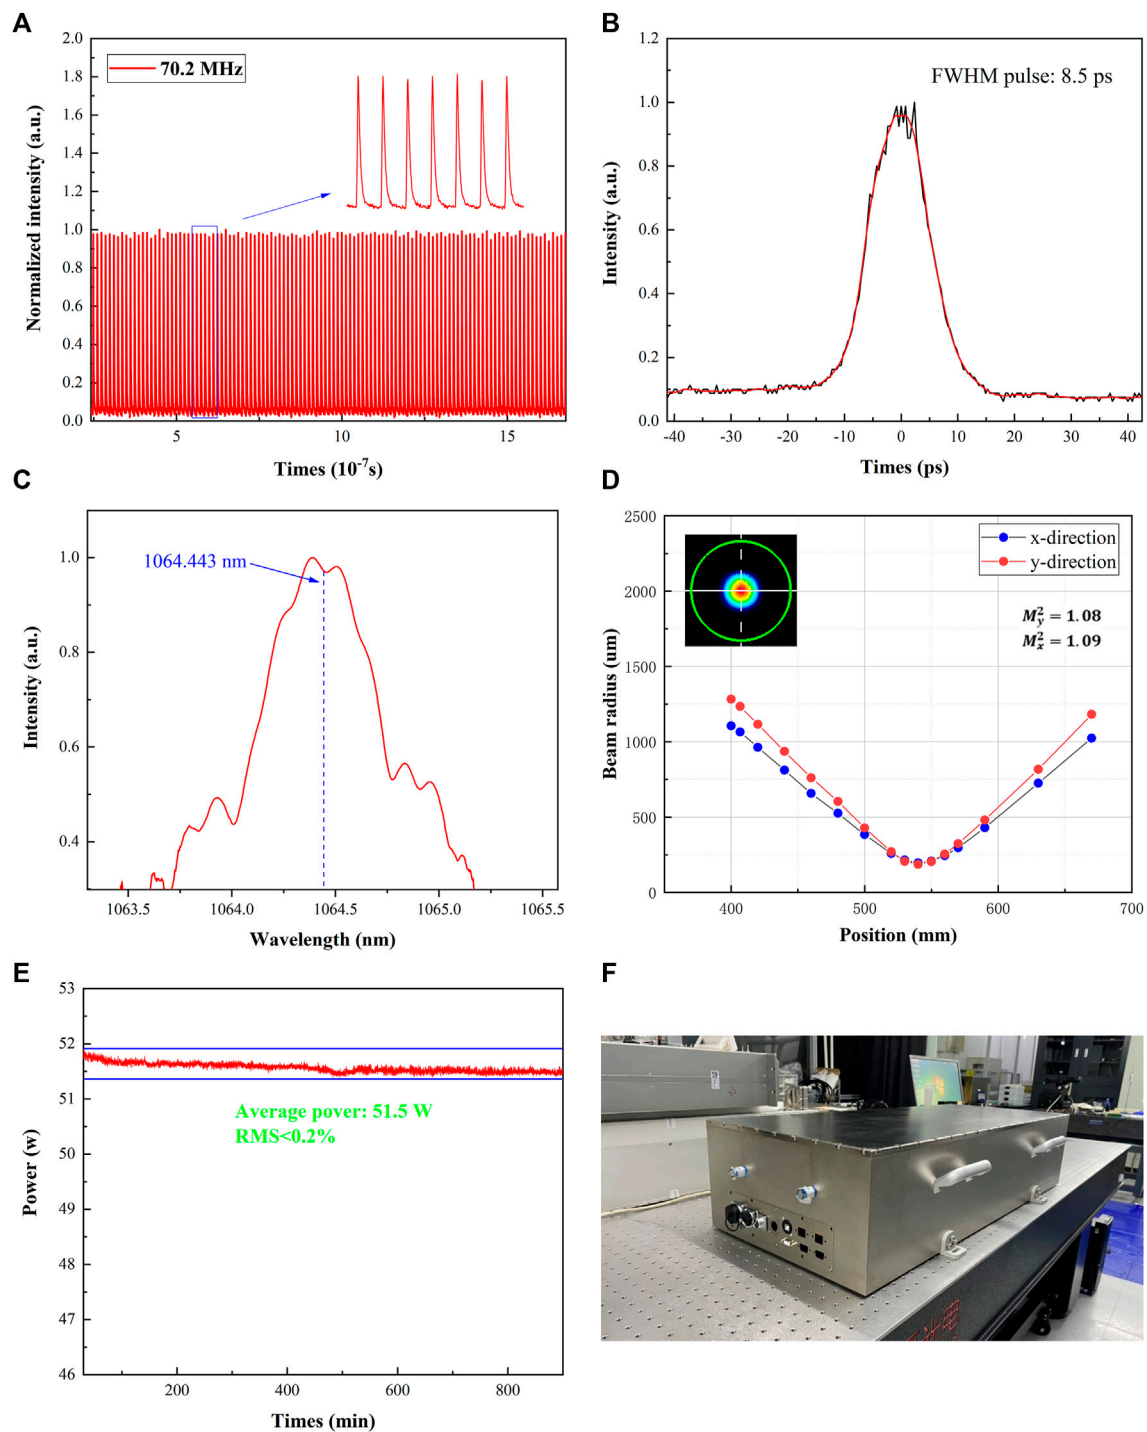 A
2.0
1.8
1.6
1.4
1.2
1.0
0.8
0.6
0.4
0.2
0.0
Normalized intensity (a.u.)
70.2 MHz
5
10
15
Times (10⁻⁷s)
B
1.2
1.0
0.8
0.6
0.4
0.2
0.0
Intensity (a.u.)
FWHM pulse: 8.5 ps
-40
-30
-20
-10
0
10
20
30
40
Times (ps)
C
1.0
0.8
0.6
0.4
Intensity (a.u.)
1064.443 nm
1063.5
1064.0
1064.5
1065.0
1065.5
Wavelength (nm)
D
2500
2000
1500
1000
500
0
Beam radius (um)
x-direction
y-direction
M²y = 1.08
M²x = 1.09
400
500
600
700
Position (mm)
E
53
52
51
50
49
48
47
46
Power (w)
Average pover: 51.5 W
RMS<0.2%
200
400
600
800
Times (min)
F